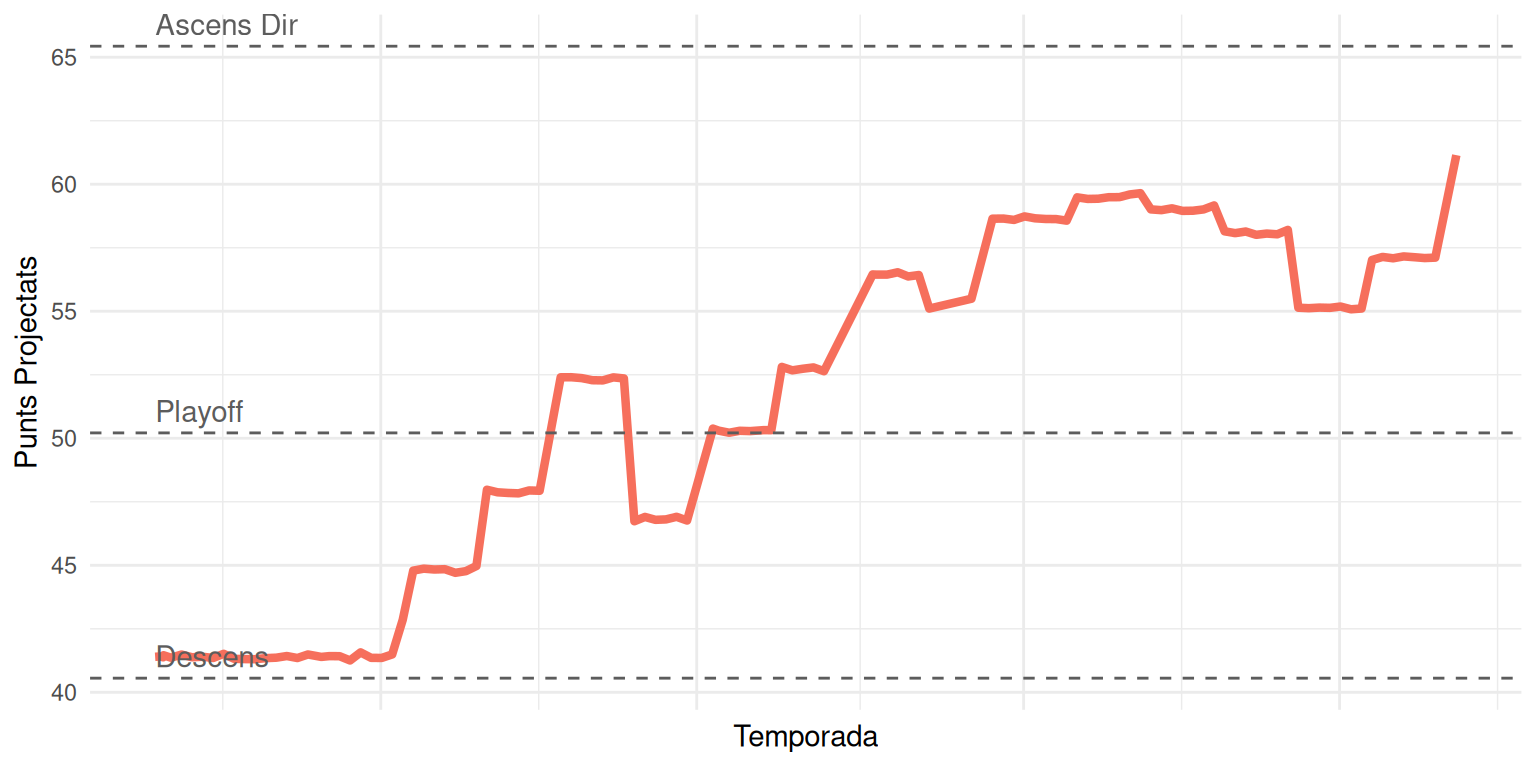 Ascens Dir
65
60
Punts Projectats
55
Playoff
50
45
Descens
40
Temporada